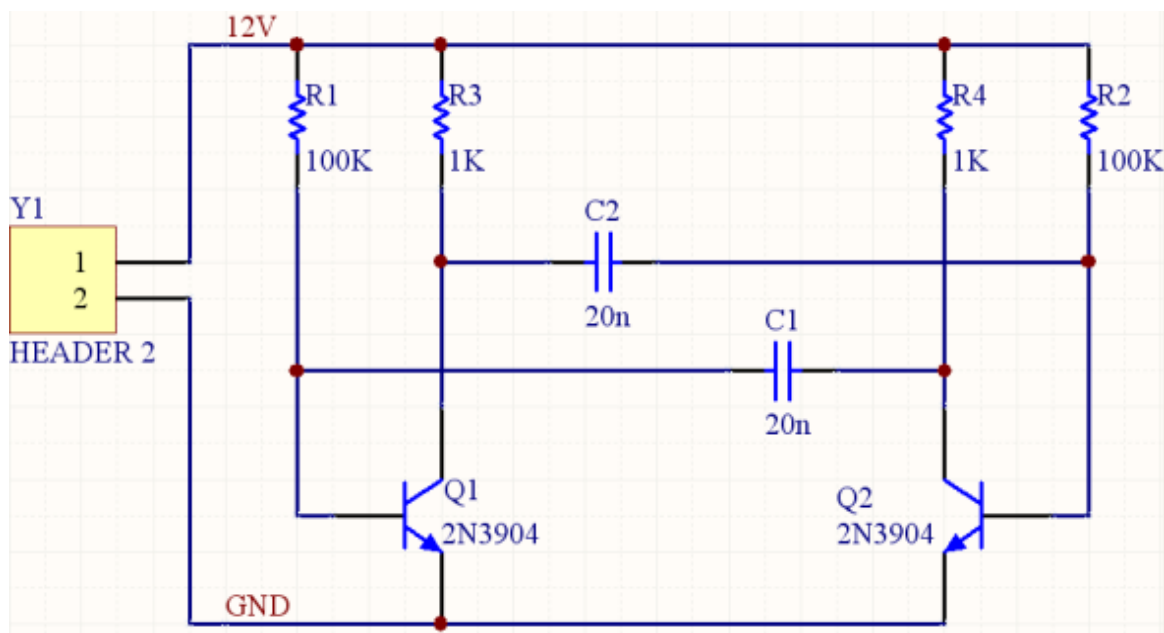 12V
R1
R3
R4
R2
100K
1K
1K
100K
Y1
C2
1
2
20n
C1
HEADER 2
20n
Q1
Q2
2N3904
2N3904
GND